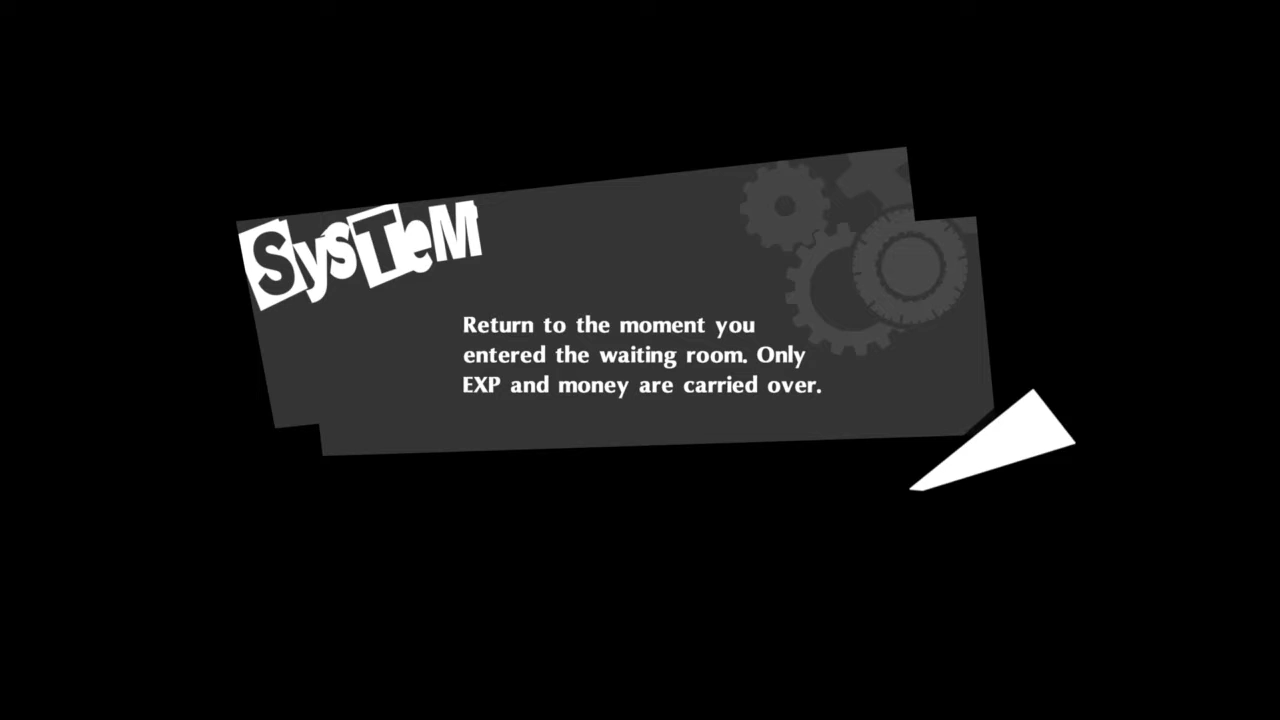 SysTeM
Return to the moment you
entered the waiting room. Only
EXP and money are carried over.